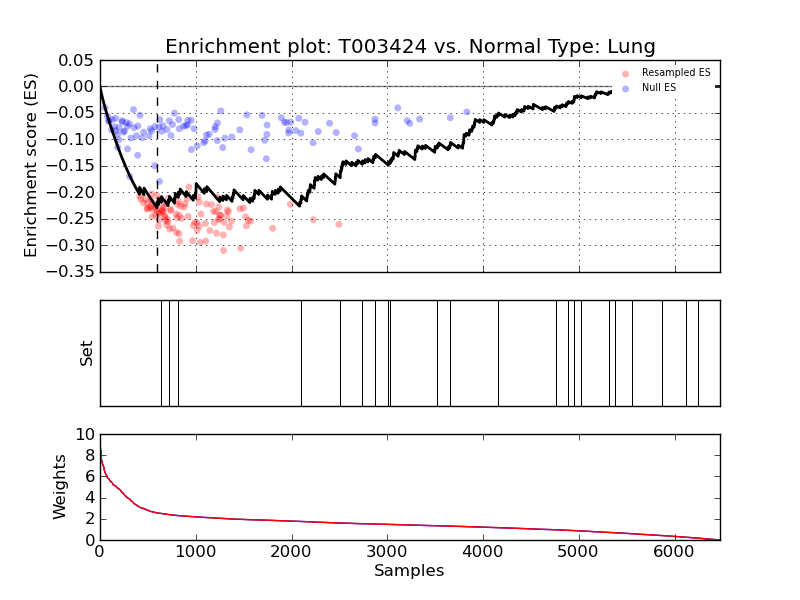 Enrichment plot: T003424 vs. Normal Type: Lung
Enrichment score (ES)
0.05
0.00
−0.05
−0.10
−0.15
−0.20
−0.25
−0.30
−0.35
Resampled ES
Null ES
Set
Weights
10
8
6
4
2
0
0 1000 2000 3000 4000 5000 6000
Samples